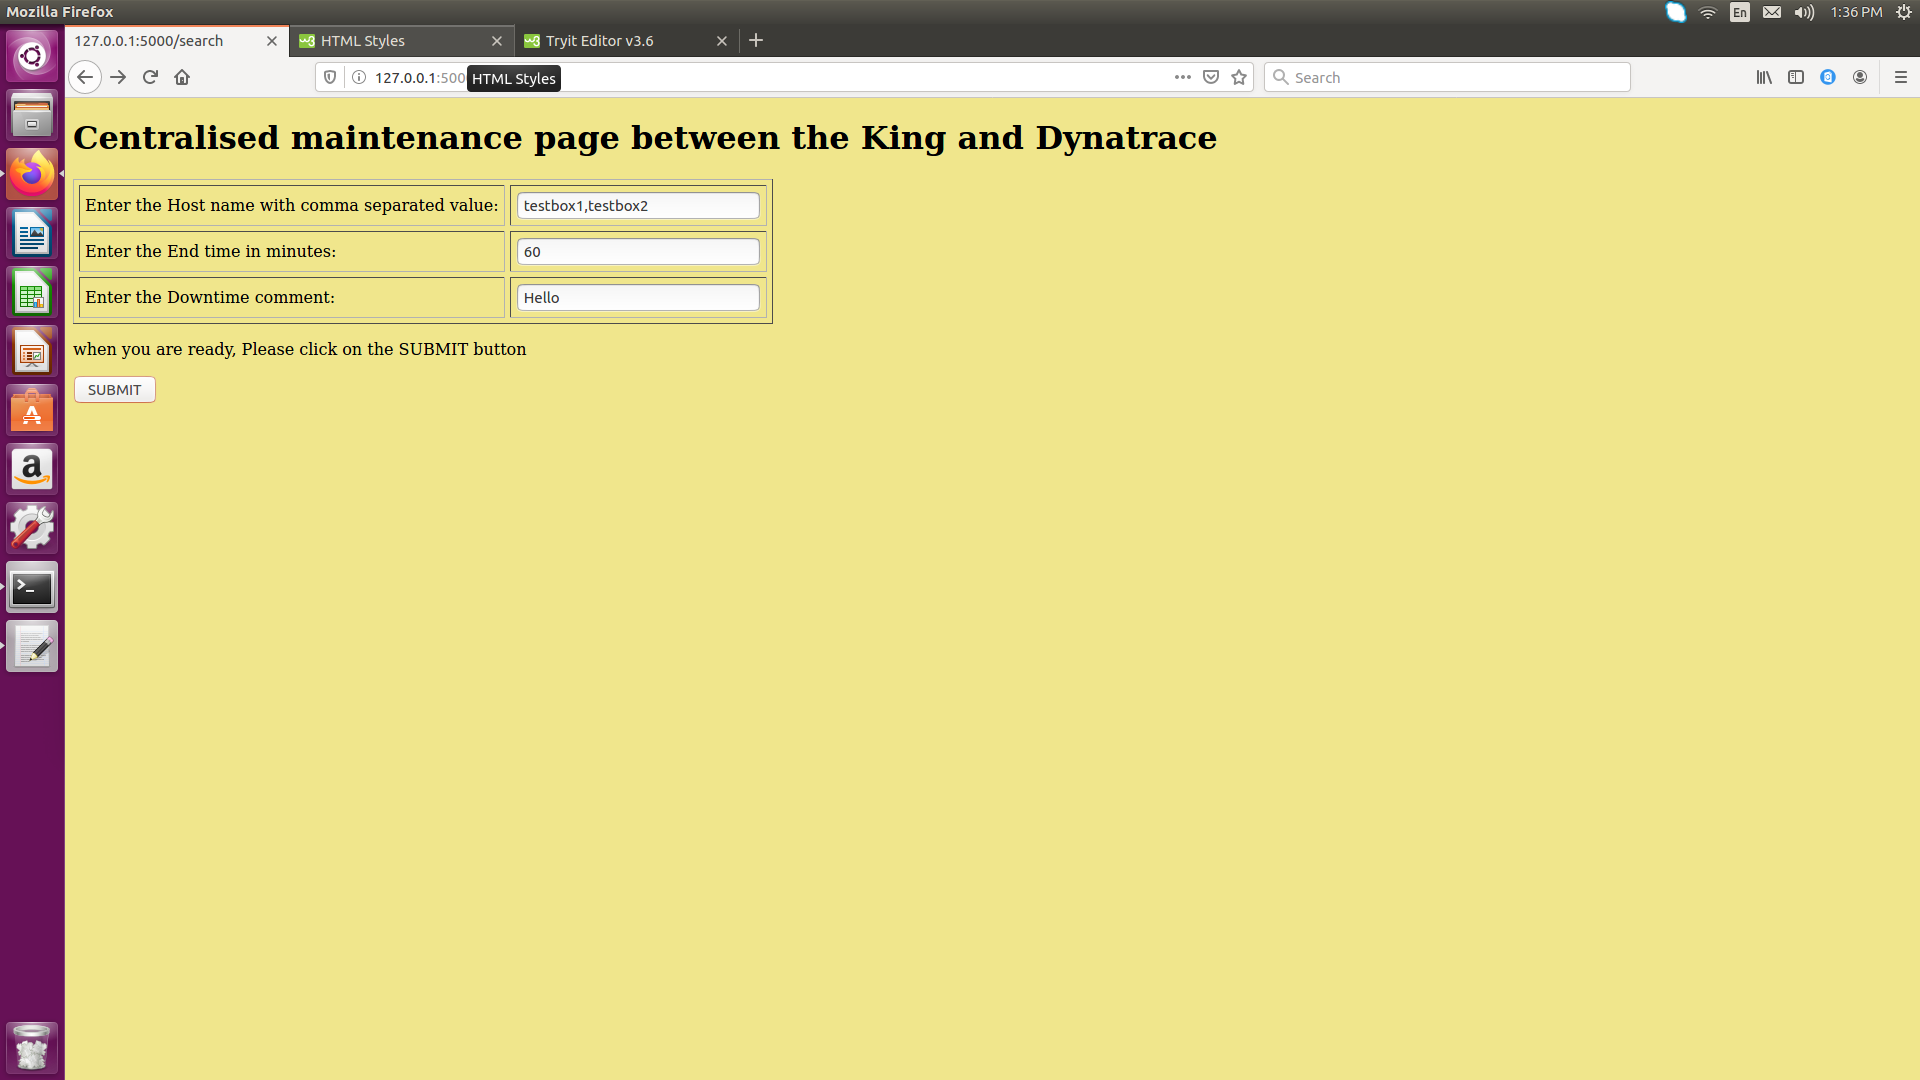 Mozilla Firefox
En
1:36 PM
127.0.0.1:5000/search
HTML Styles
Tryit Editor v3.6
127.0.0.1:500
HTML Styles
Search
Centralised maintenance page between the King and Dynatrace
Enter the Host name with comma separated value:
testbox1,testbox2
Enter the End time in minutes:
60
Enter the Downtime comment:
Hello
when you are ready, Please click on the SUBMIT button
SUBMIT